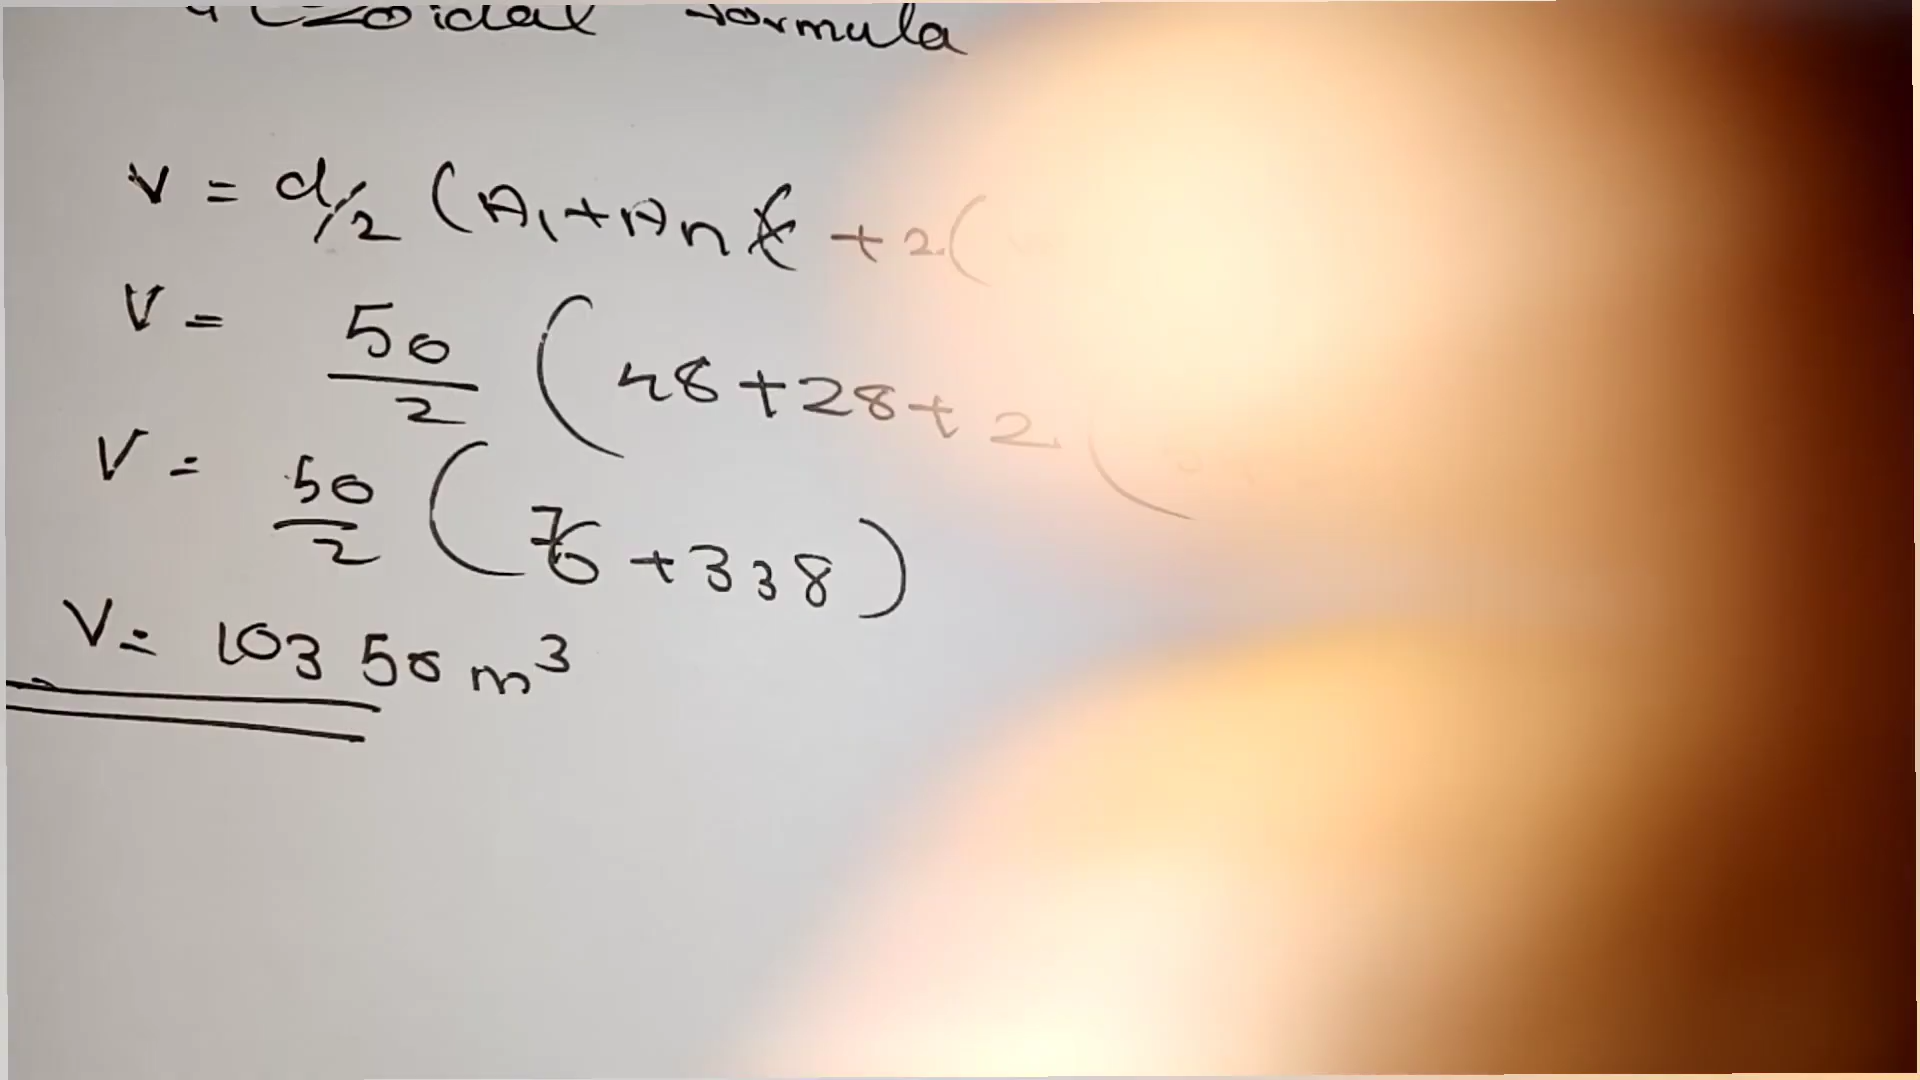 formula
V = d/2 (A1+An + 2(
V = 50/2 (48+28+2(
V = 50/2 (76+338)
V = 10350 m³